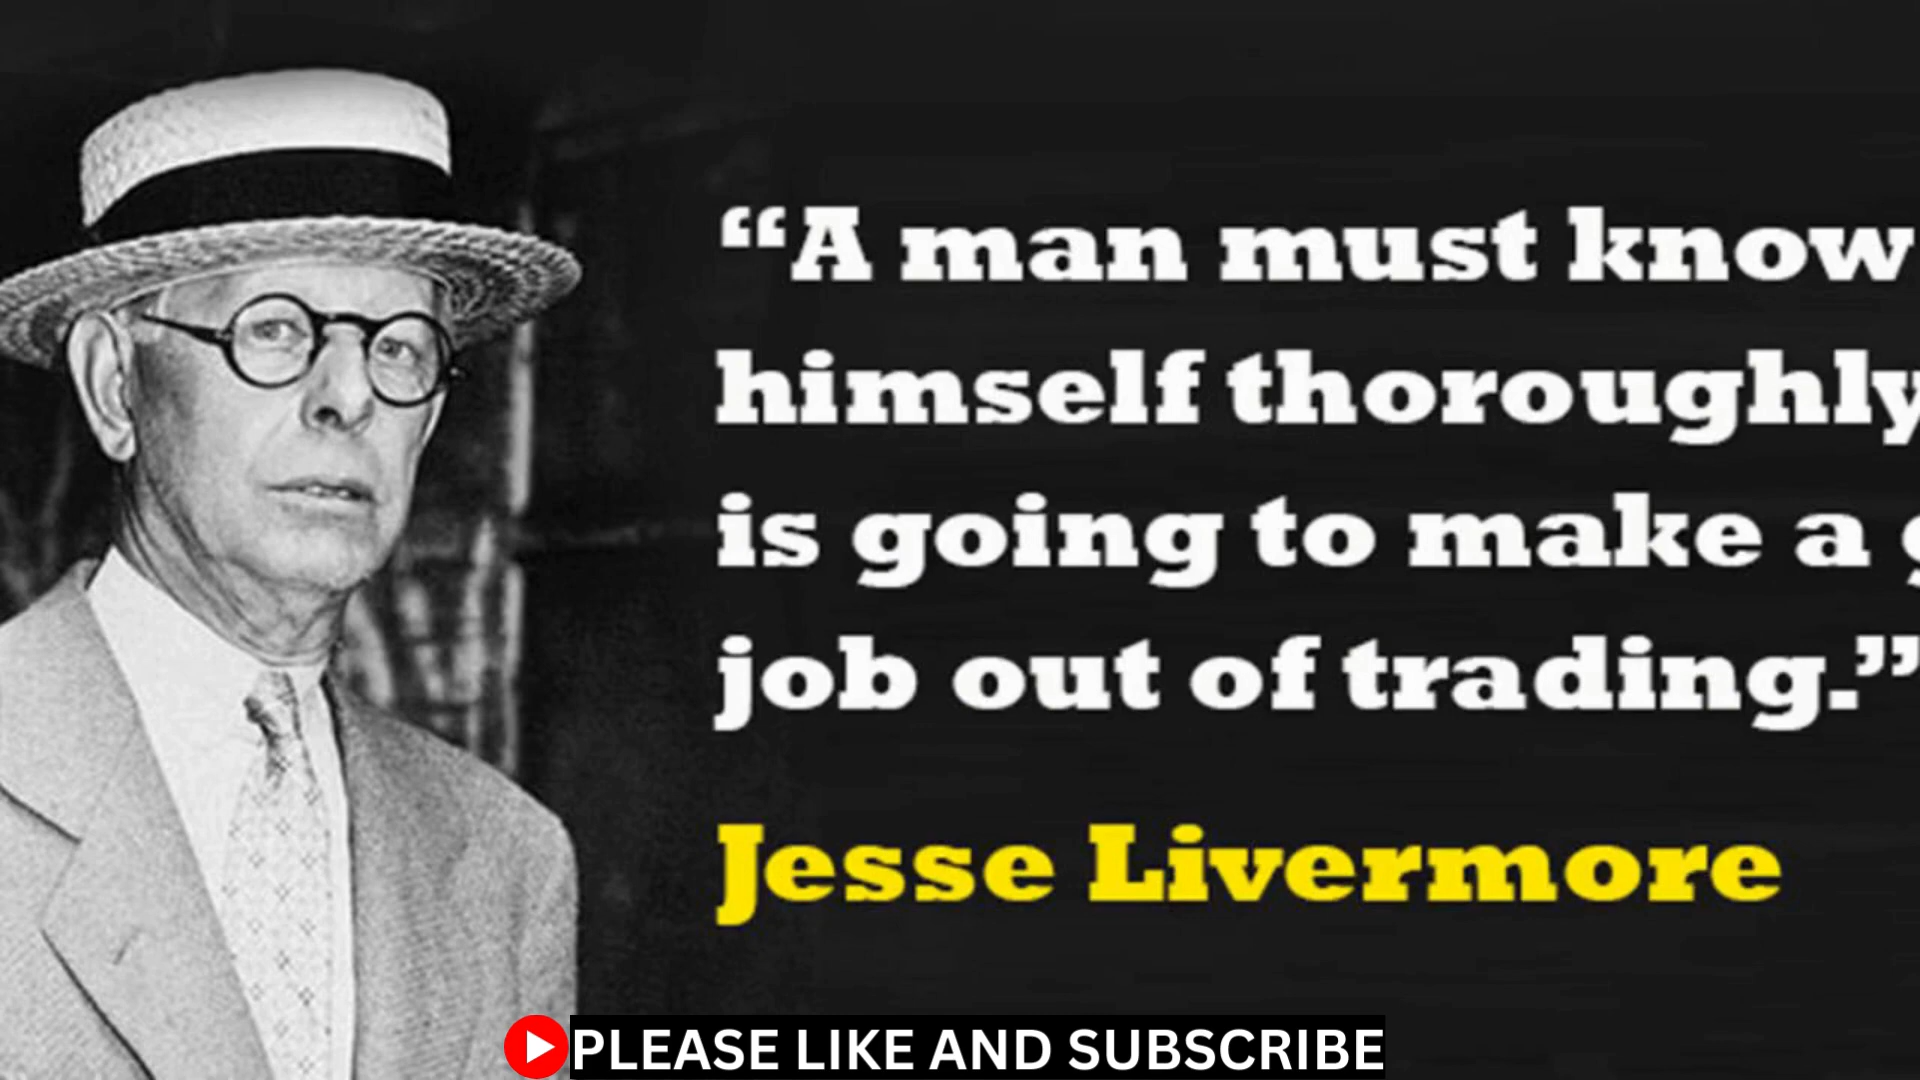 “A man must know
himself thoroughly
is going to make a
job out of trading.”
Jesse Livermore
PLEASE LIKE AND SUBSCRIBE